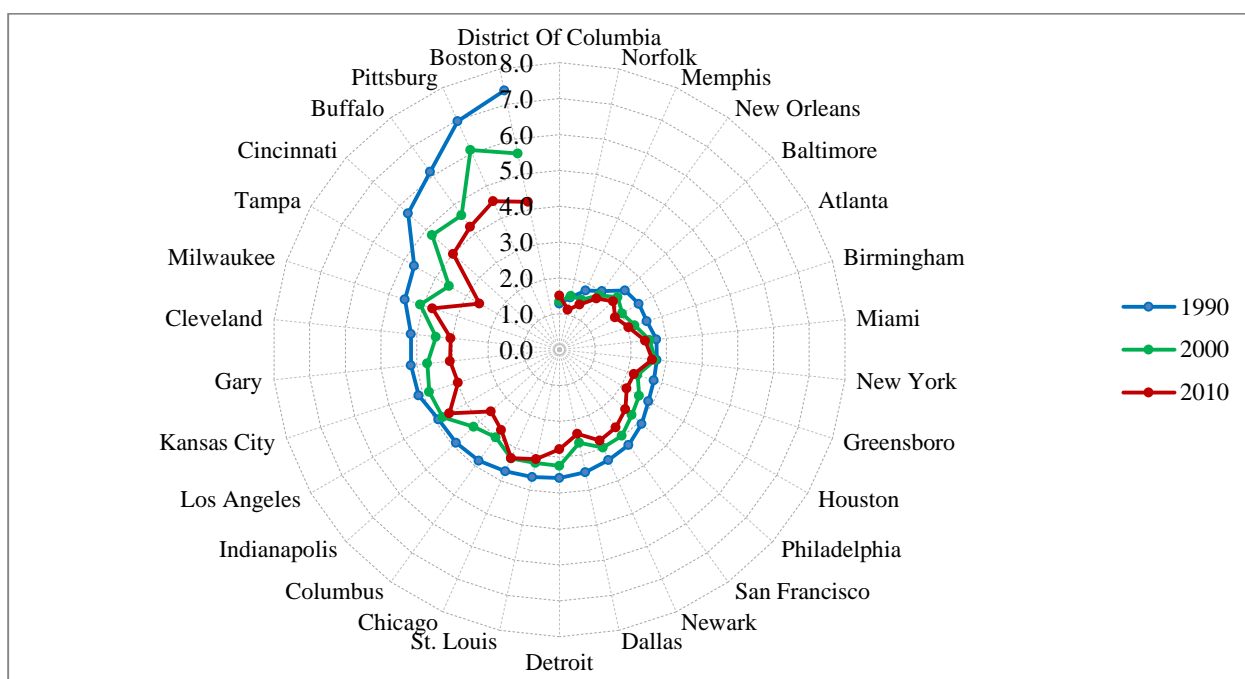 District Of Columbia
Norfolk
Memphis
New Orleans
Baltimore
Atlanta
Birmingham
Miami
New York
Greensboro
Houston
Philadelphia
San Francisco
Newark
Dallas
Detroit
St. Louis
Chicago
Columbus
Indianapolis
Los Angeles
Kansas City
Gary
Cleveland
Milwaukee
Tampa
Cincinnati
Buffalo
Pittsburg
Boston
8.0
7.0
6.0
5.0
4.0
3.0
2.0
1.0
0.0
1990
2000
2010